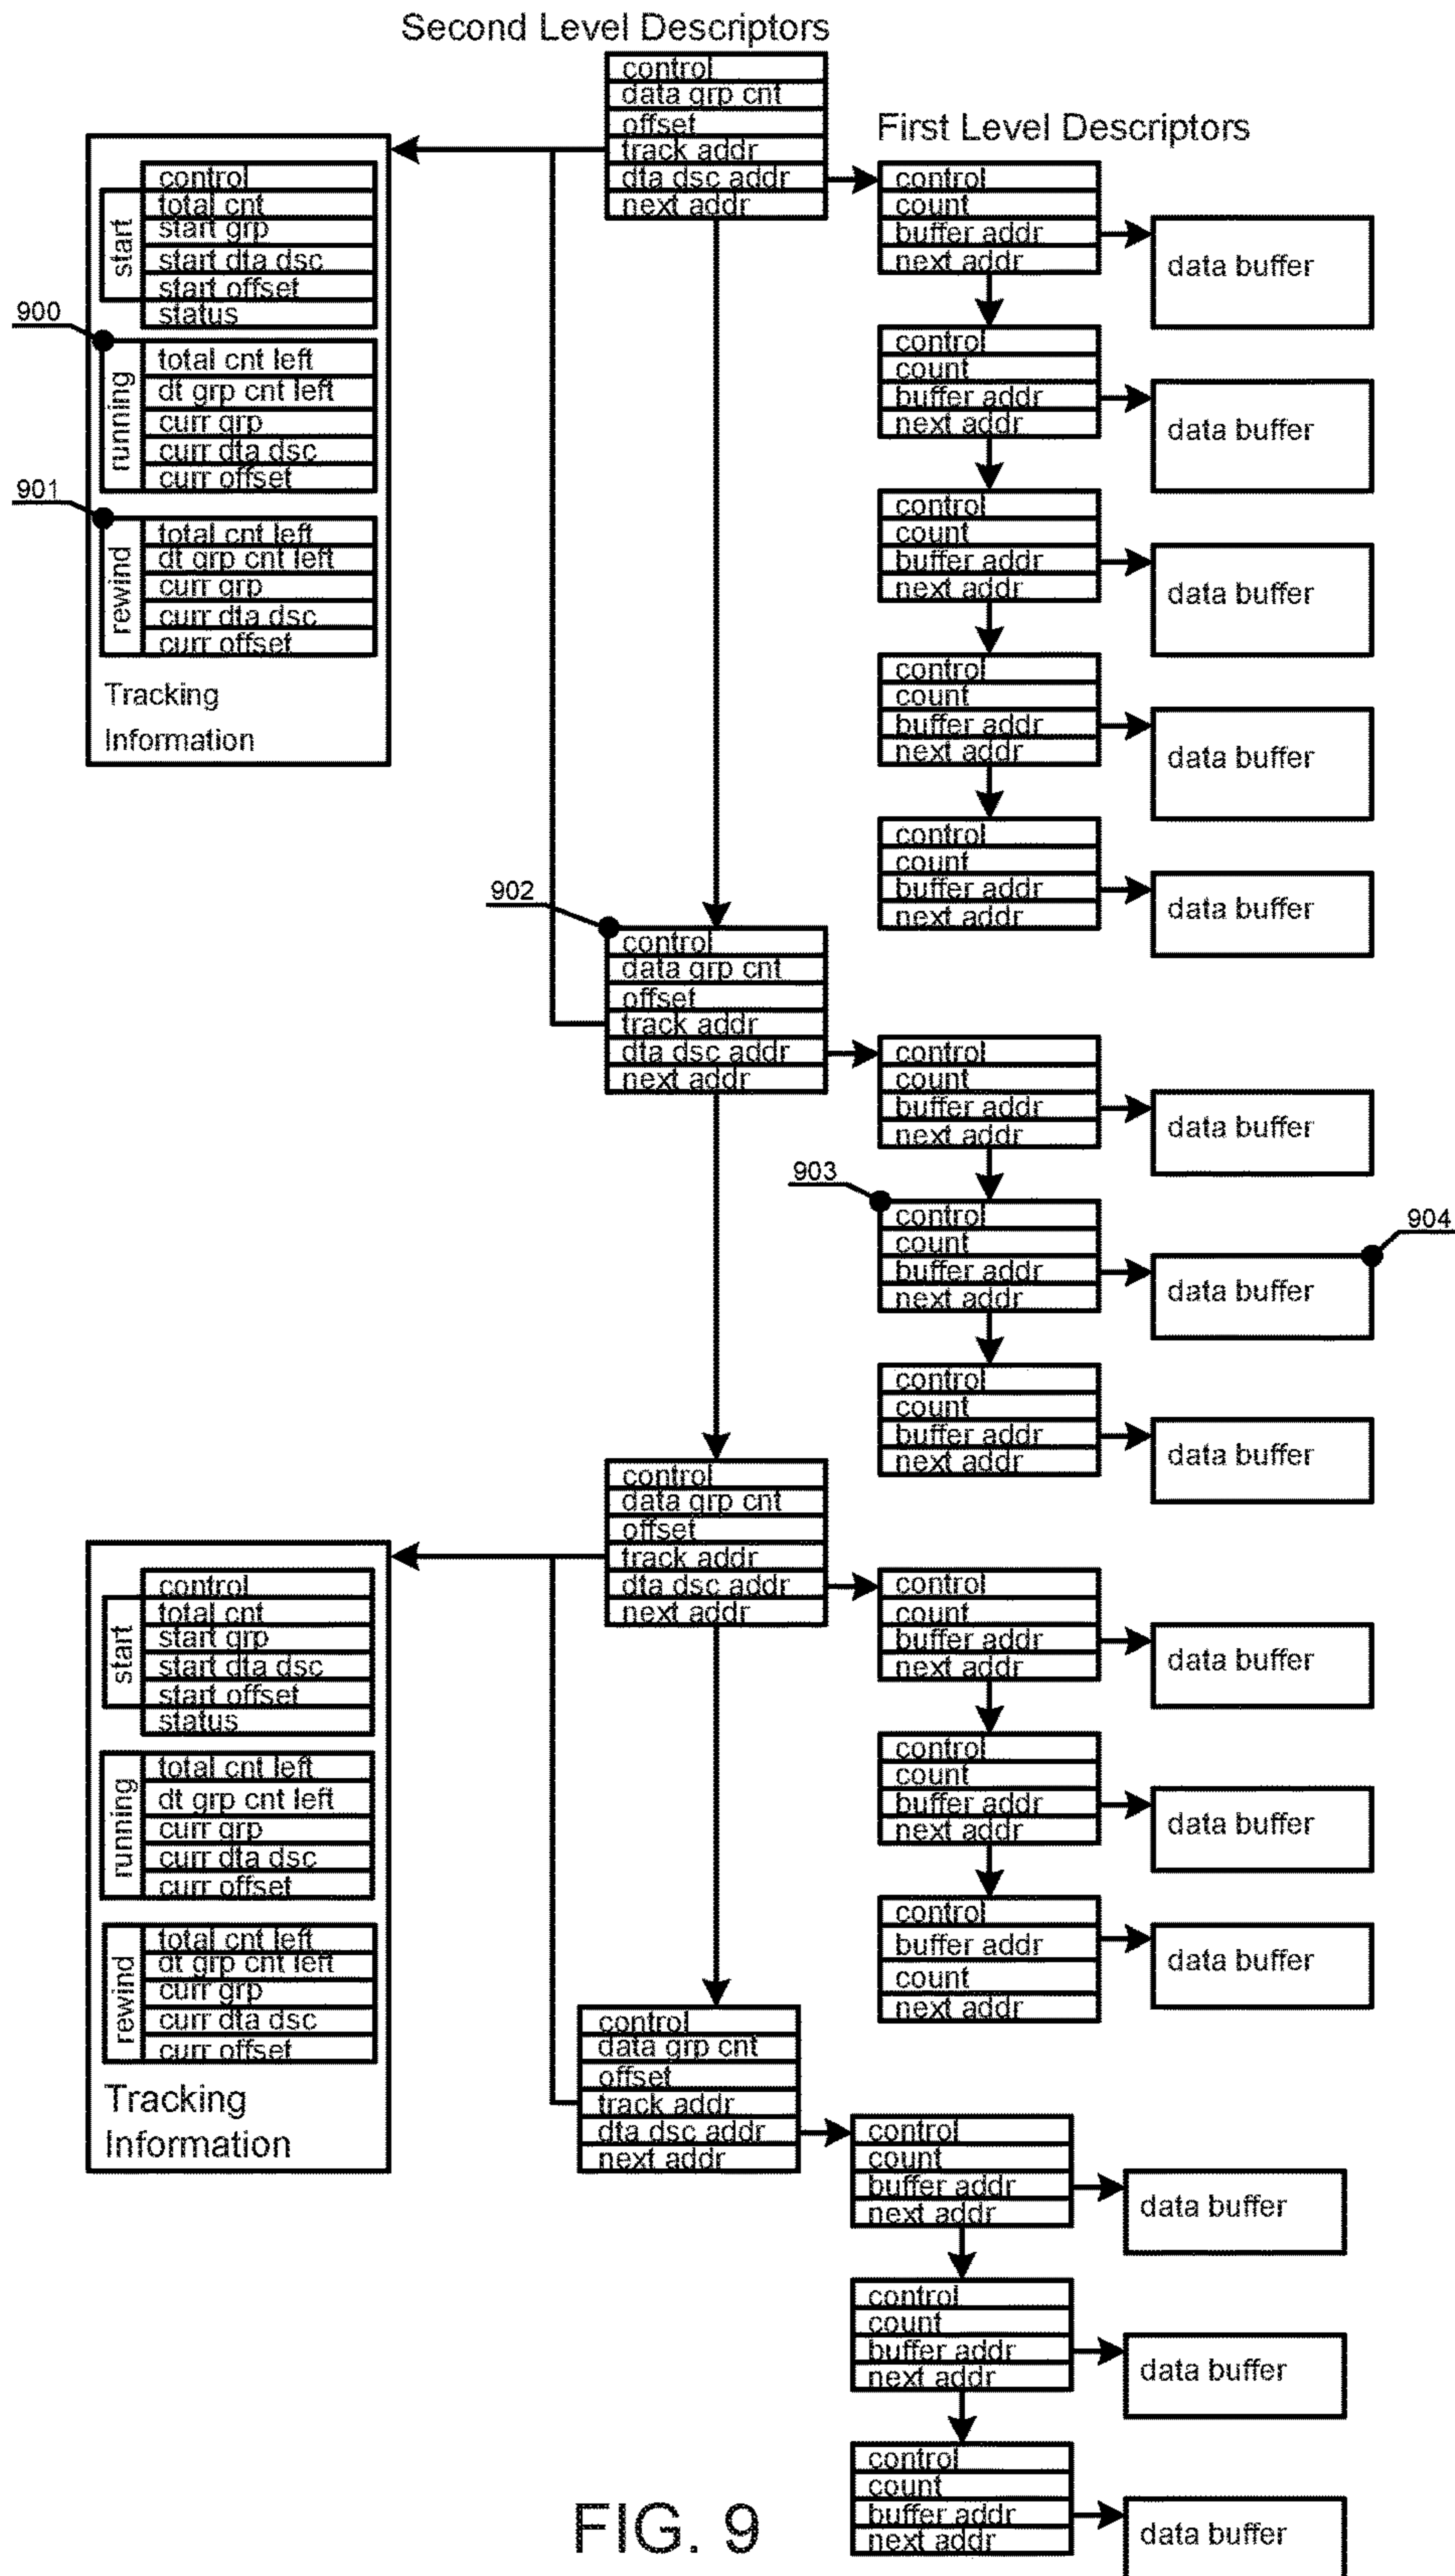 Second Level Descriptors
control
data grp cnt
offset
track addr
dta dsc addr
next addr
First Level Descriptors
control
count
buffer addr
next addr
data buffer
control
count
buffer addr
next addr
data buffer
control
count
buffer addr
next addr
data buffer
control
count
buffer addr
next addr
data buffer
control
count
buffer addr
next addr
data buffer
start
control
total cnt
start grp
start dta dsc
start offset
status
900
running
total cnt left
dt grp cnt left
curr grp
curr dta dsc
curr offset
901
rewind
total cnt left
dt grp cnt left
curr grp
curr dta dsc
curr offset
Tracking
Information
902
control
data grp cnt
offset
track addr
dta dsc addr
next addr
control
count
buffer addr
next addr
data buffer
903
control
count
buffer addr
next addr
904
data buffer
control
count
buffer addr
next addr
data buffer
control
data grp cnt
offset
track addr
dta dsc addr
next addr
control
count
buffer addr
next addr
data buffer
control
count
buffer addr
next addr
data buffer
control
buffer addr
count
next addr
data buffer
start
control
total cnt
start grp
start dta dsc
start offset
status
running
total cnt left
dt grp cnt left
curr grp
curr dta dsc
curr offset
rewind
total cnt left
dt grp cnt left
curr grp
curr dta dsc
curr offset
Tracking
Information
control
data grp cnt
offset
track addr
dta dsc addr
next addr
control
count
buffer addr
next addr
data buffer
control
count
buffer addr
next addr
data buffer
control
count
buffer addr
next addr
data buffer
FIG. 9